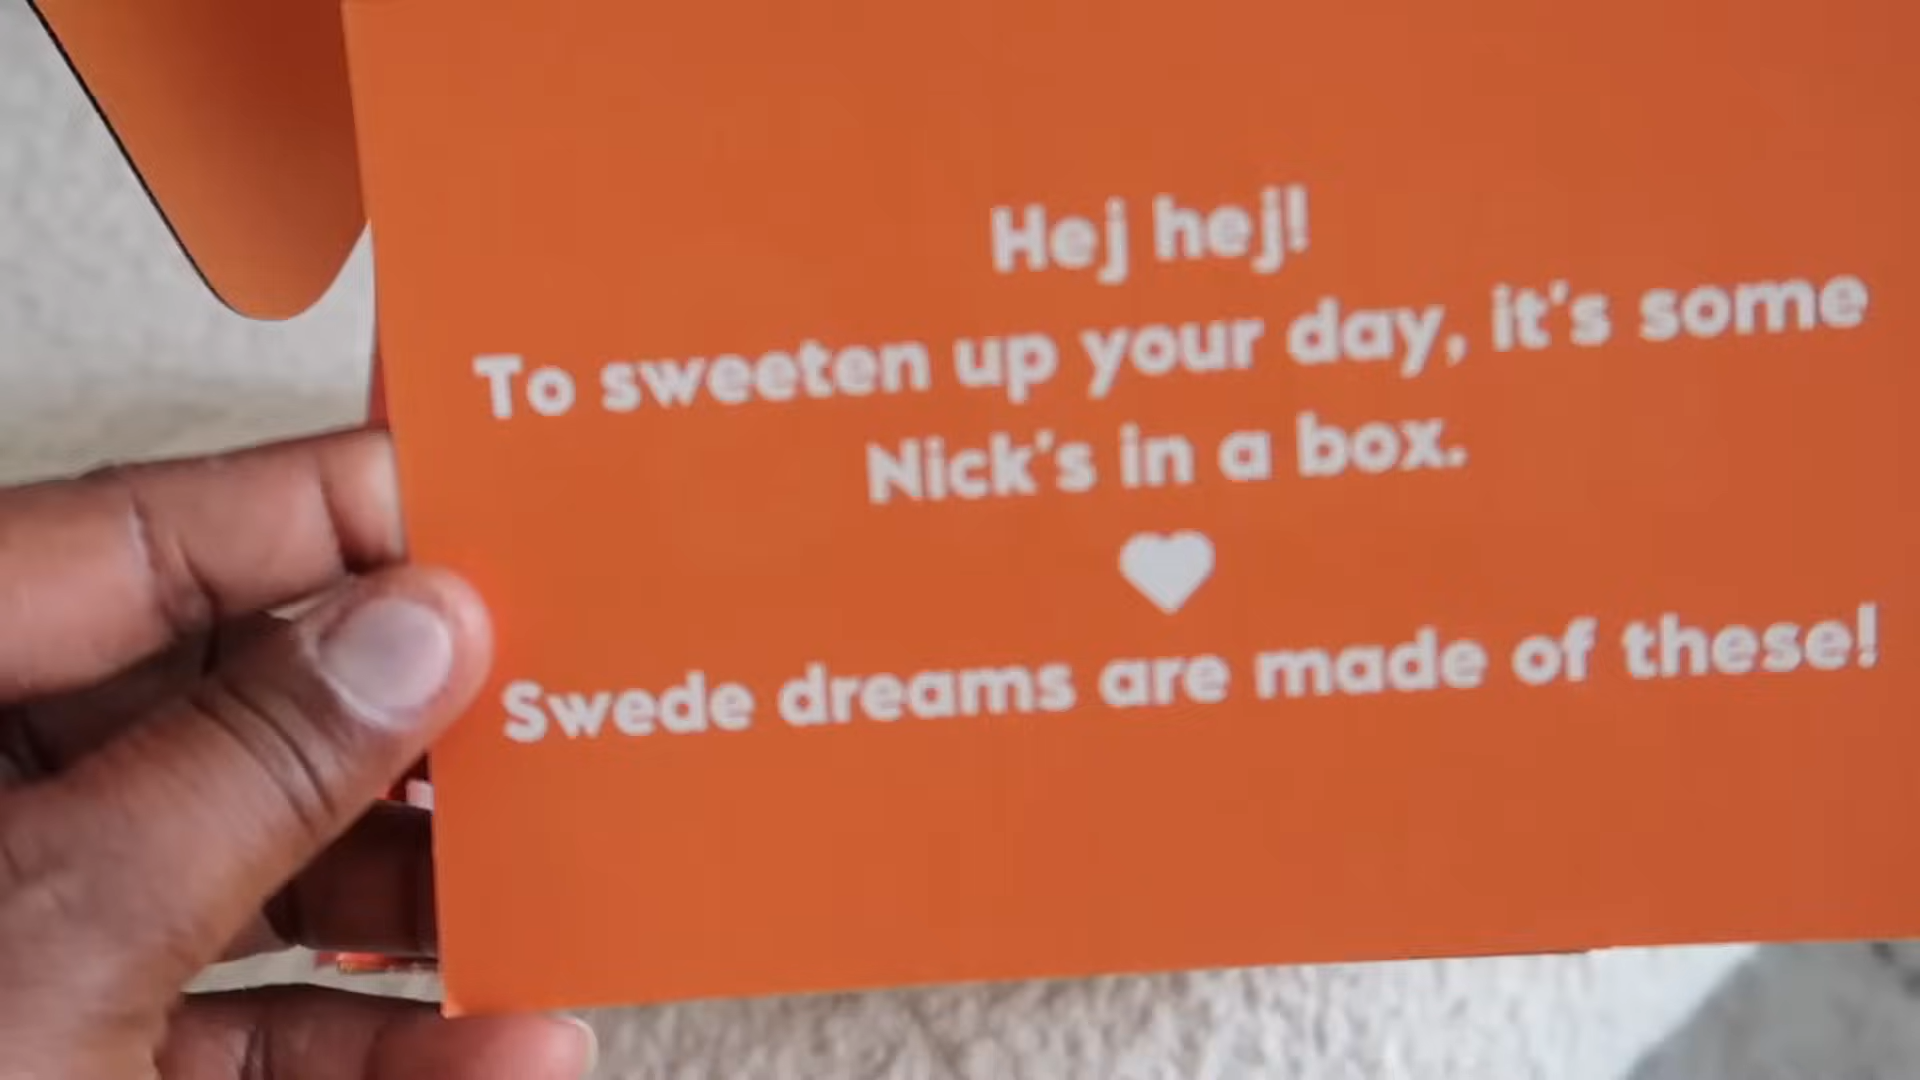 Hej hej!
To sweeten up your day, it's some
Nick's in a box.
Swede dreams are made of these!